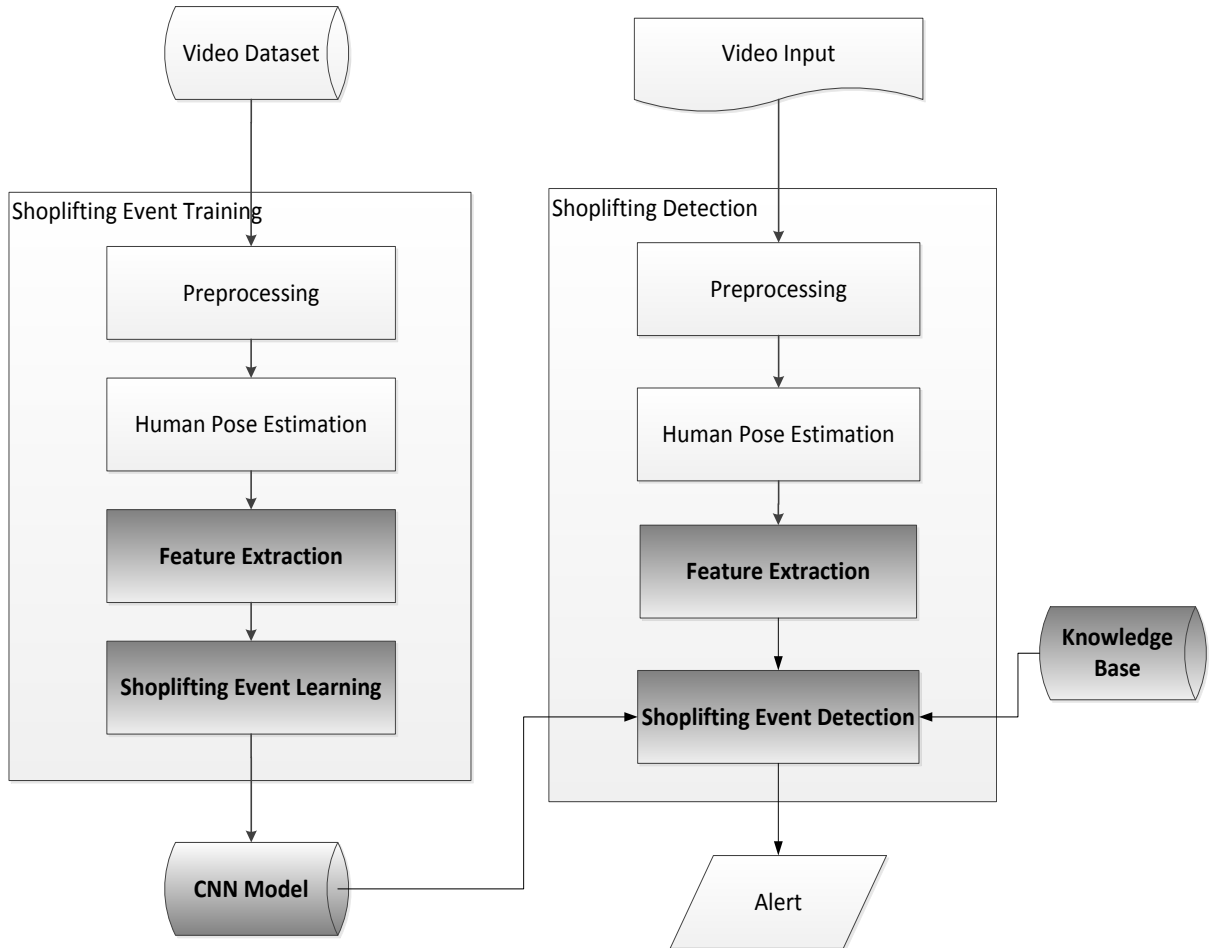 Video Dataset
Shoplifting Event Training
Preprocessing
Human Pose Estimation
Feature Extraction
Shoplifting Event Learning
CNN Model
Video Input
Shoplifting Detection
Preprocessing
Human Pose Estimation
Feature Extraction
Shoplifting Event Detection
Knowledge
Base
Alert